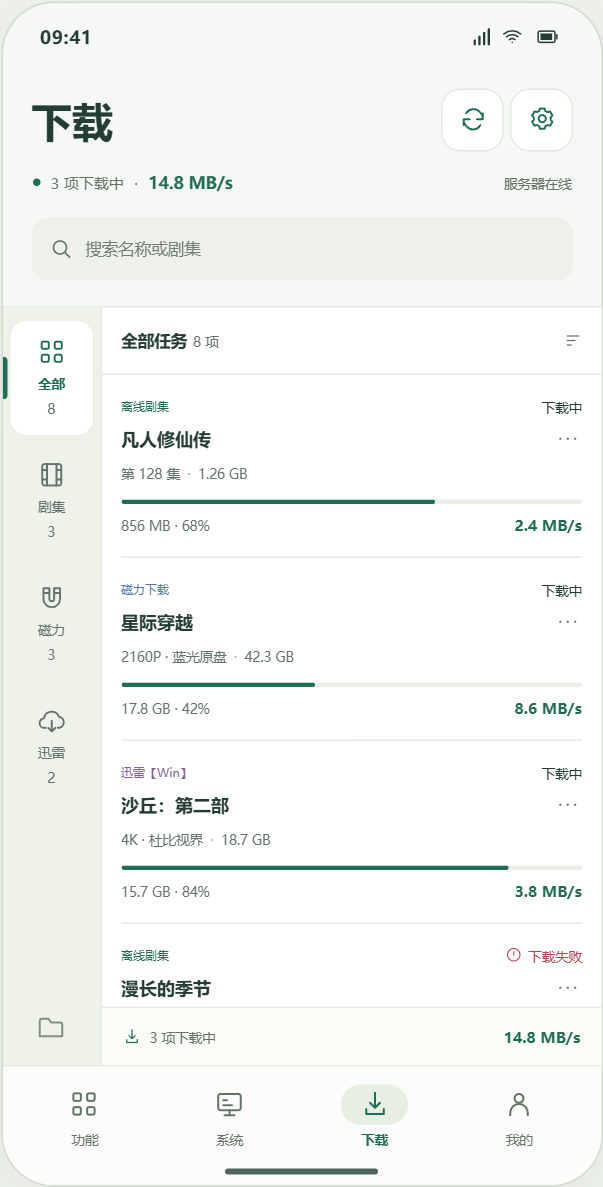 09:41
下载
3 项下载中 · 14.8 MB/s
服务器在线
搜索名称或剧集
全部
8
剧集
3
磁力
3
迅雷
2
全部任务 8 项
离线剧集
下载中
凡人修仙传
第 128 集 · 1.26 GB
856 MB · 68%
2.4 MB/s
磁力下载
下载中
星际穿越
2160P · 蓝光原盘 · 42.3 GB
17.8 GB · 42%
8.6 MB/s
迅雷【Win】
下载中
沙丘：第二部
4K · 杜比视界 · 18.7 GB
15.7 GB · 84%
3.8 MB/s
离线剧集
下载失败
漫长的季节
3 项下载中
14.8 MB/s
功能
系统
下载
我的